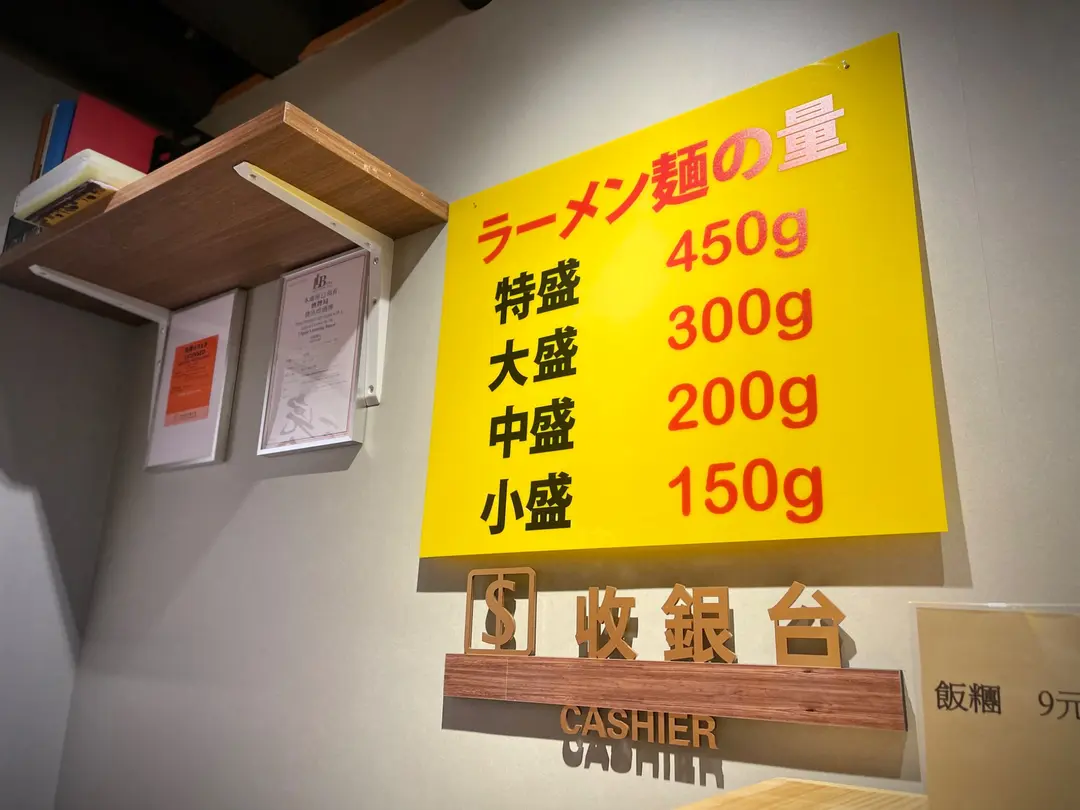 ラーメン麺の量
特盛 450g
大盛 300g
中盛 200g
小盛 150g
$ 收銀台
CASHIER
飯糰 9元